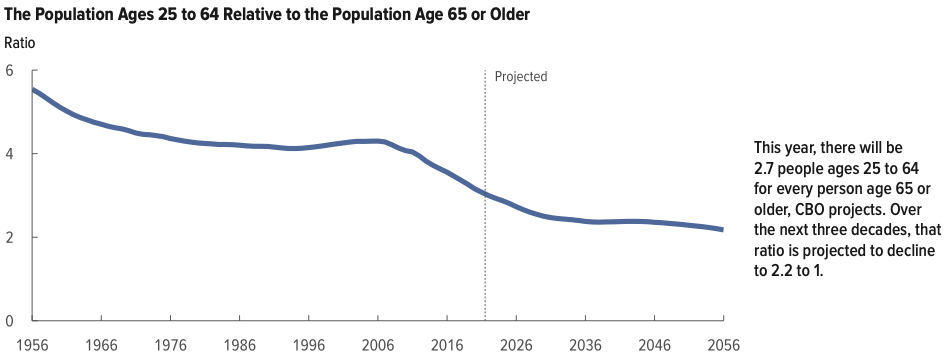 The Population Ages 25 to 64 Relative to the Population Age 65 or Older
Ratio
6
Projected
4
2
0
1956 1966 1976 1986 1996 2006 2016 2026 2036 2046 2056
This year, there will be
2.7 people ages 25 to 64
for every person age 65 or
older, CBO projects. Over
the next three decades, that
ratio is projected to decline
to 2.2 to 1.